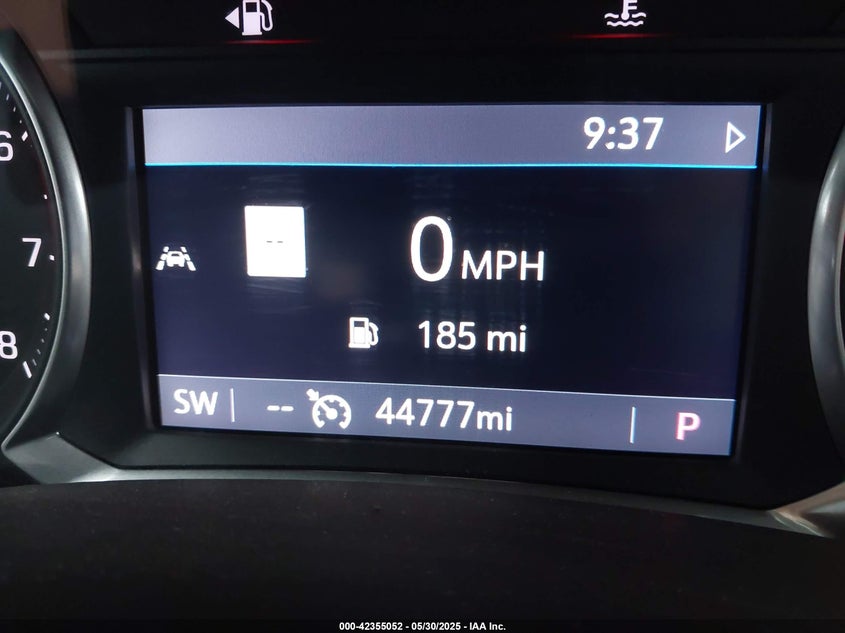 9:37
6
7
8
--
0 MPH
185 mi
SW -- 44777mi P
000-42355052 - 05/30/2025 - IAA Inc.